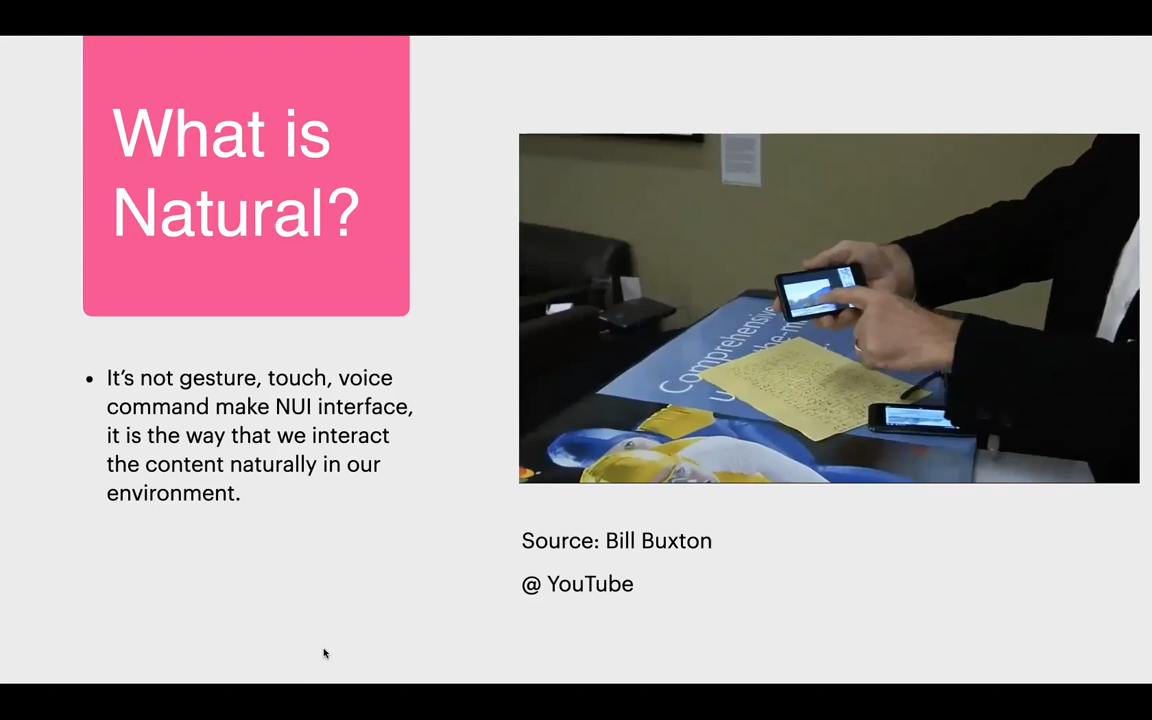 What is
Natural?
• It’s not gesture, touch, voice
command make NUI interface,
it is the way that we interact
the content naturally in our
environment.
Comprehensive
Source: Bill Buxton
@ YouTube